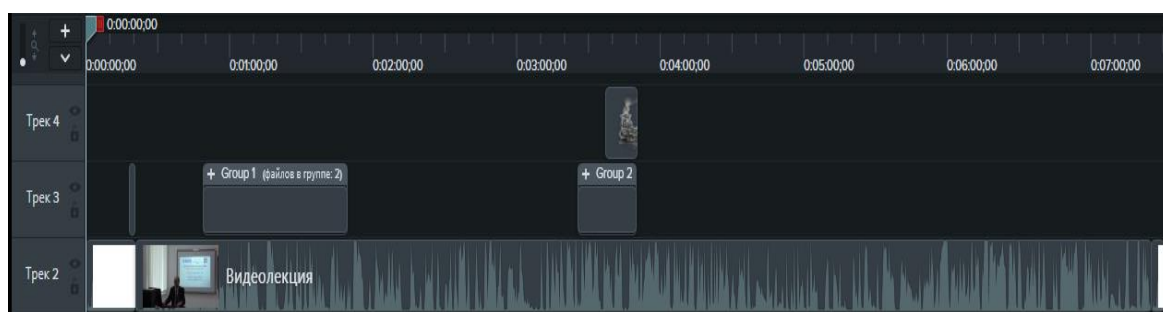 0:00:00;00
0:00:00;00 0:01:00;00 0:02:00;00 0:03:00;00 0:04:00;00 0:05:00;00 0:06:00;00 0:07:00;00
Трек 4
+ Group 1 (файлов в группе: 2) + Group 2
Трек 3
Трек 2 Видеолекция